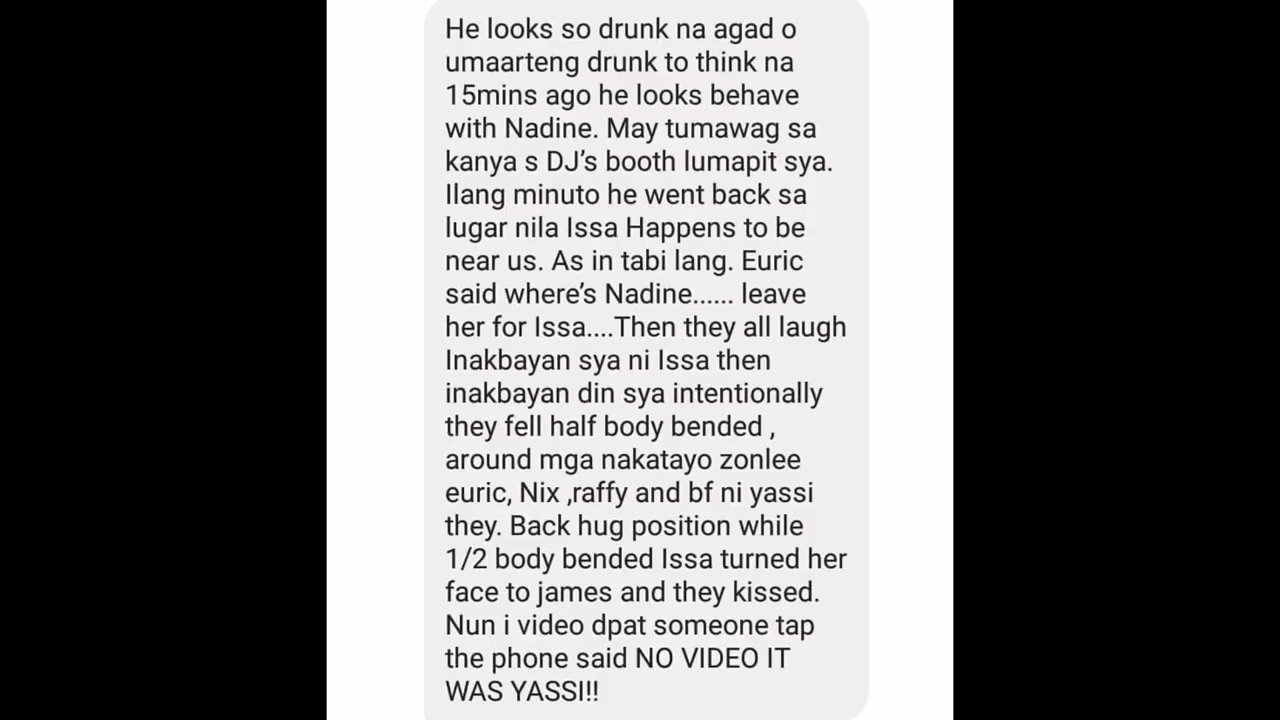 He looks so drunk na agad o
umaarteng drunk to think na
15mins ago he looks behave
with Nadine. May tumawag sa
kanya s DJ’s booth lumapit sya.
Ilang minuto he went back sa
lugar nila Issa Happens to be
near us. As in tabi lang. Euric
said where’s Nadine...... leave
her for Issa....Then they all laugh
Inakbayan sya ni Issa then
inakbayan din sya intentionally
they fell half body bended ,
around mga nakatayo zonlee
euric, Nix ,raffy and bf ni yassi
they. Back hug position while
1/2 body bended Issa turned her
face to james and they kissed.
Nun i video dpat someone tap
the phone said NO VIDEO IT
WAS YASSI!!